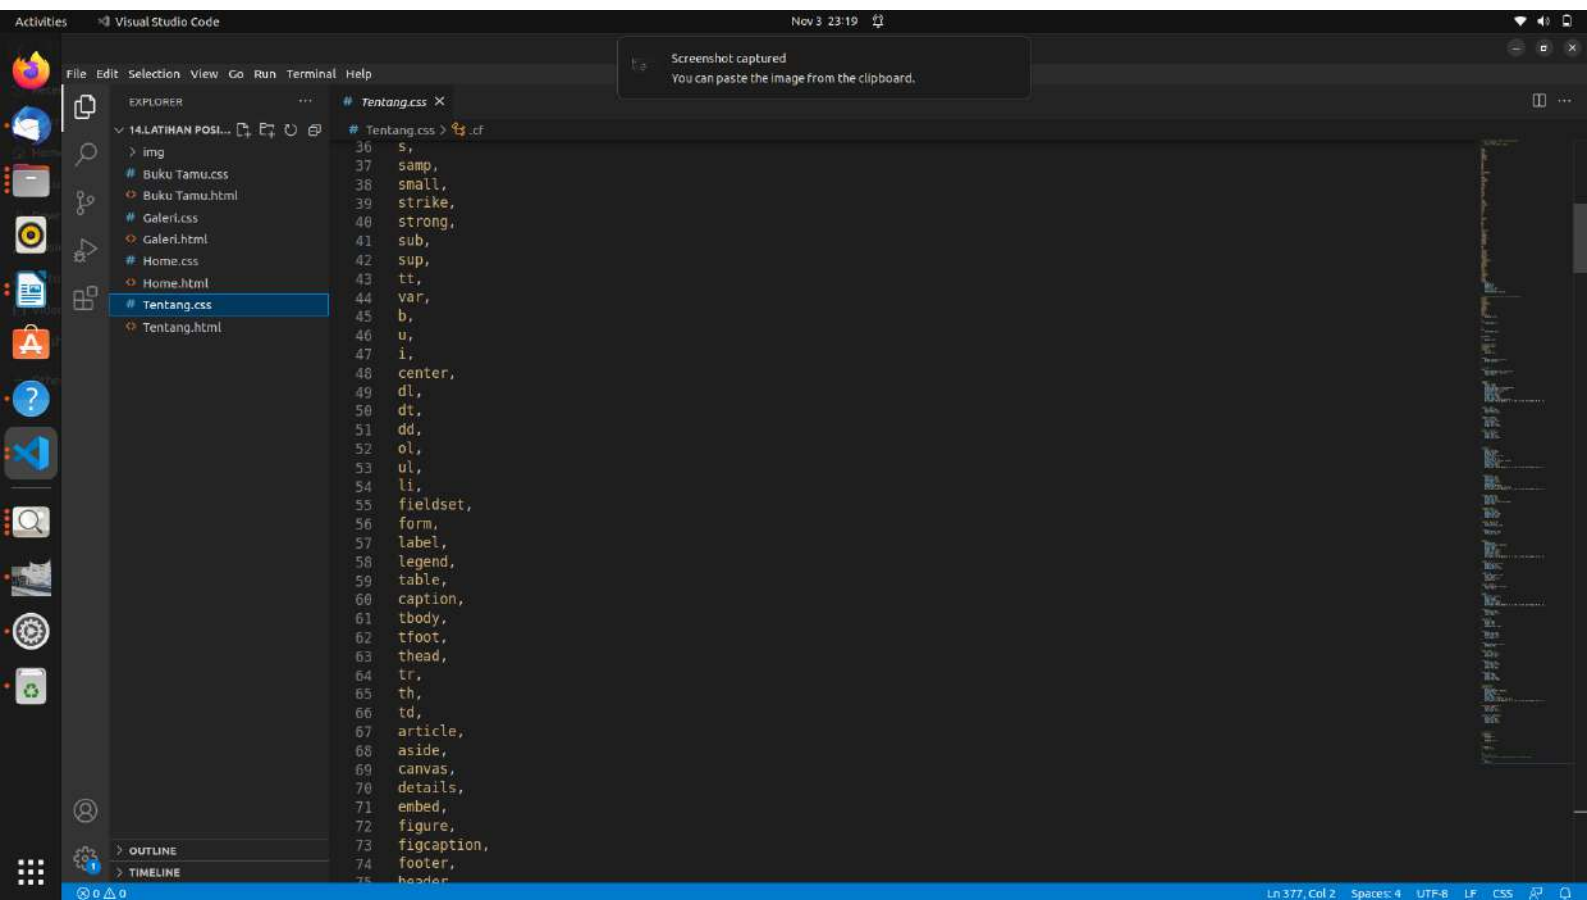 Activities
Visual Studio Code
Nov 3 23:19
Screenshot captured
You can paste the image from the clipboard.
File Edit Selection View Go Run Terminal Help
EXPLORER
Tentang.css
14.LATIHAN POSI...
Tentang.css > .cf
img
Buku Tamu.css
Buku Tamu.html
Galeri.css
Galeri.html
Home.css
Home.html
Tentang.css
Tentang.html
OUTLINE
TIMELINE
36 s,
37 samp,
38 small,
39 strike,
40 strong,
41 sub,
42 sup,
43 tt,
44 var,
45 b,
46 u,
47 i,
48 center,
49 dl,
50 dt,
51 dd,
52 ol,
53 ul,
54 li,
55 fieldset,
56 form,
57 label,
58 legend,
59 table,
60 caption,
61 tbody,
62 tfoot,
63 thead,
64 tr,
65 th,
66 td,
67 article,
68 aside,
69 canvas,
70 details,
71 embed,
72 figure,
73 figcaption,
74 footer,
75 header
0 0
Ln 377, Col 2 Spaces: 4 UTF-8 LF CSS